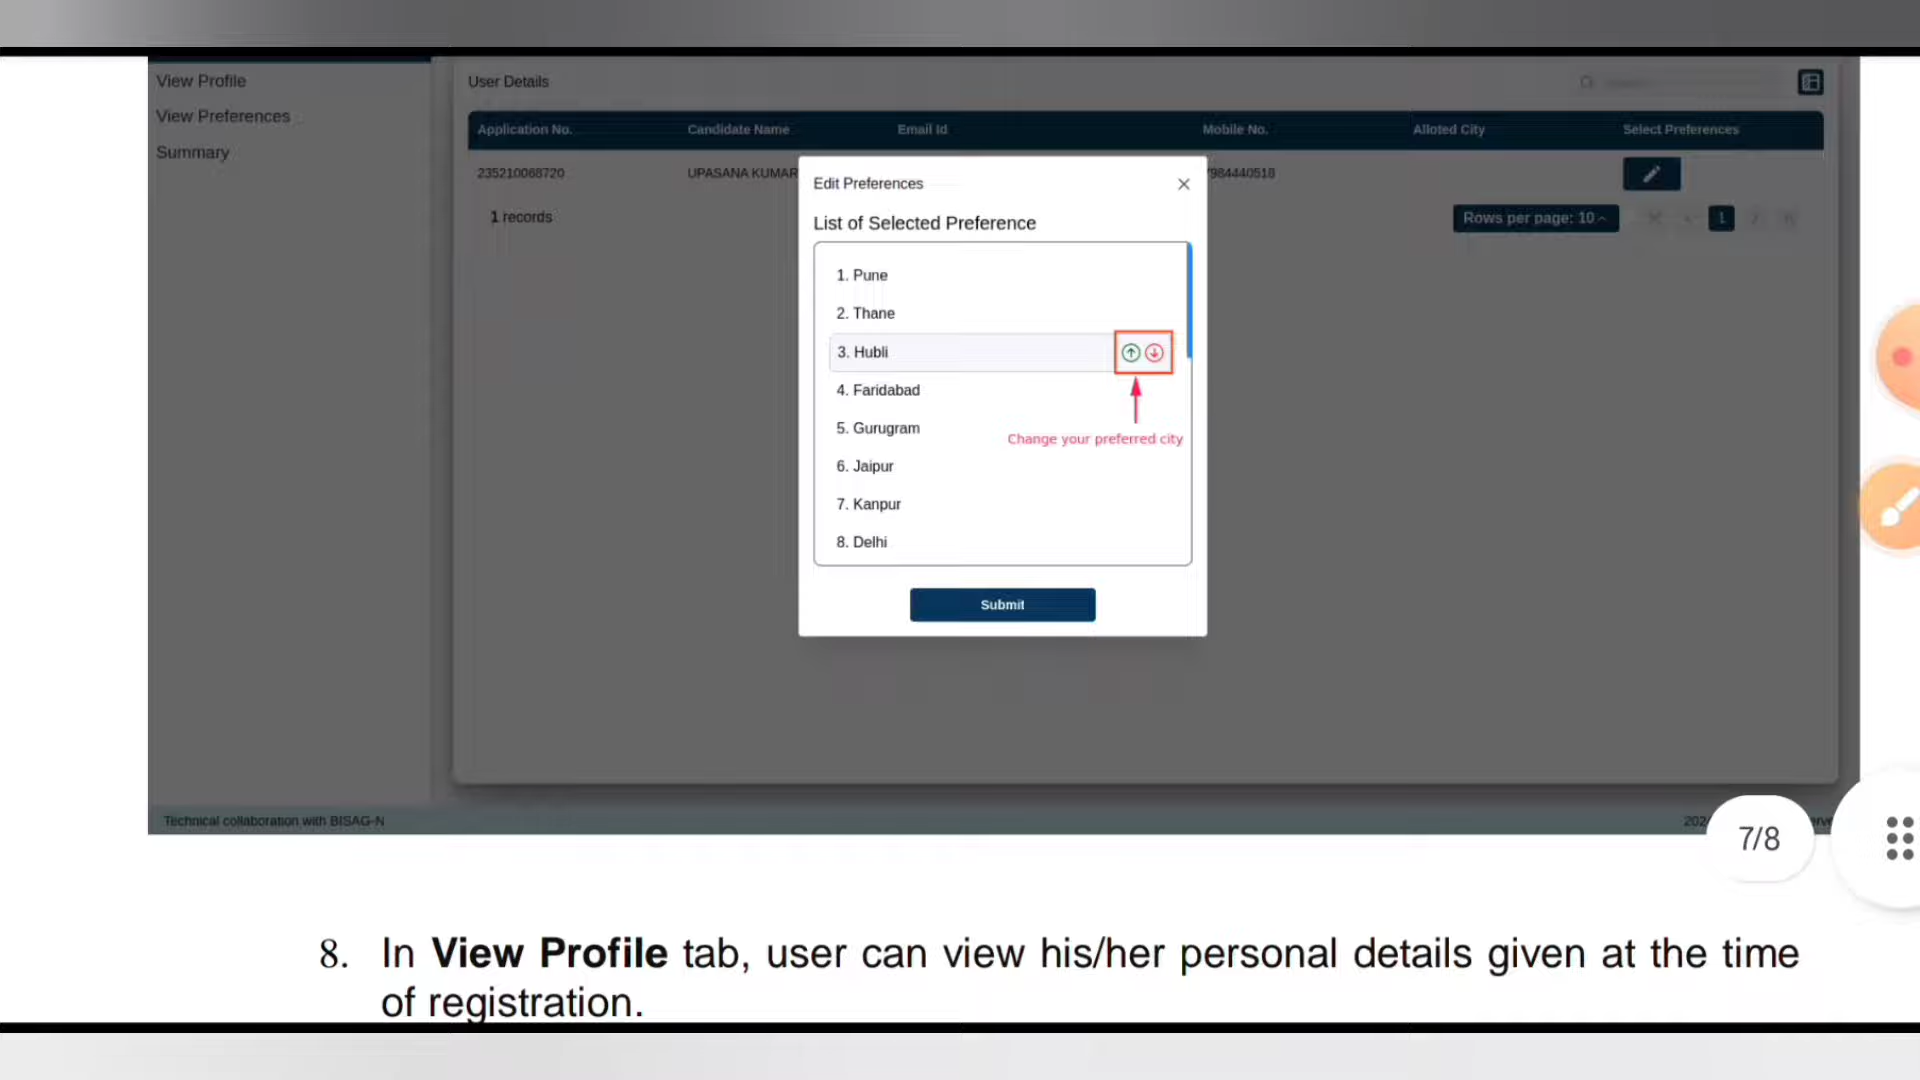 View Profile
View Preferences
Summary
User Details
Application No. Candidate Name Email Id Mobile No. Alloted City Select Preferences
235210068720 UPASANA KUMAR 984440518
1 records
Rows per page: 10 1
Edit Preferences
List of Selected Preference
1. Pune
2. Thane
3. Hubli
4. Faridabad
5. Gurugram
6. Jaipur
7. Kanpur
8. Delhi
Change your preferred city
Submit
Technical collaboration with BISAG-N
202
7/8
8. In View Profile tab, user can view his/her personal details given at the time
of registration.